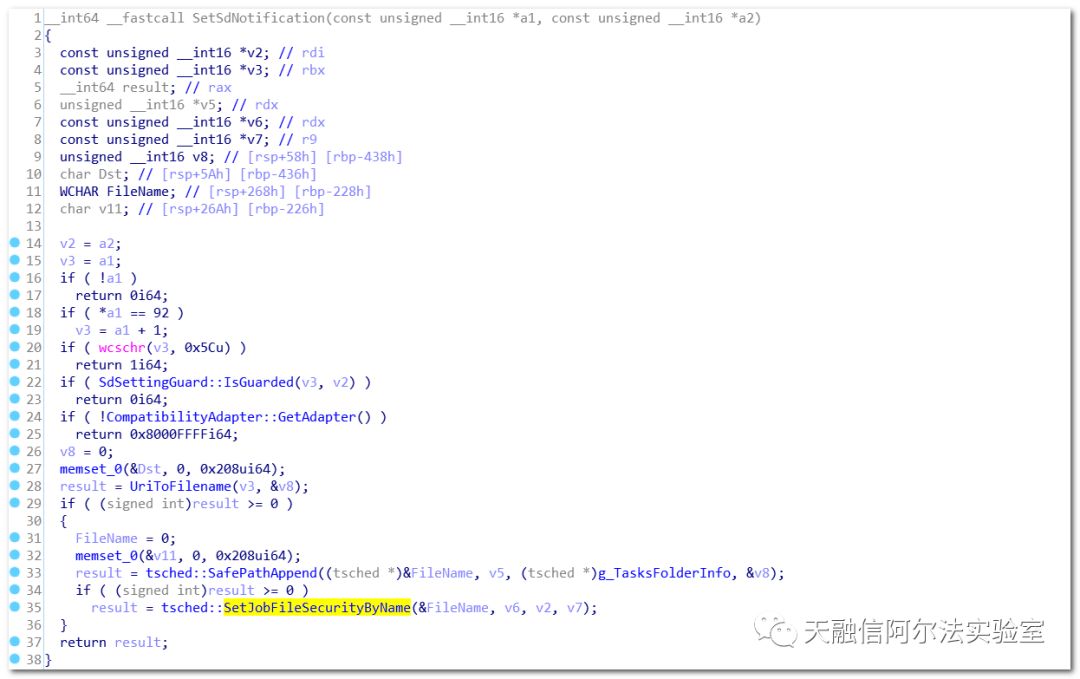 1 __int64 __fastcall SetSdNotification(const unsigned __int16 *a1, const unsigned __int16 *a2)
2 {
3 const unsigned __int16 *v2; // rdi
4 const unsigned __int16 *v3; // rbx
5 __int64 result; // rax
6 unsigned __int16 *v5; // rdx
7 const unsigned __int16 *v6; // rdx
8 const unsigned __int16 *v7; // r9
9 unsigned __int16 v8; // [rsp+58h] [rbp-438h]
10 char Dst; // [rsp+5Ah] [rbp-436h]
11 WCHAR FileName; // [rsp+268h] [rbp-228h]
12 char v11; // [rsp+26Ah] [rbp-226h]
13
14 v2 = a2;
15 v3 = a1;
16 if ( !a1 )
17 return 0i64;
18 if ( *a1 == 92 )
19 v3 = a1 + 1;
20 if ( wcschr(v3, 0x5Cu) )
21 return 1i64;
22 if ( SdSettingGuard::IsGuarded(v3, v2) )
23 return 0i64;
24 if ( !CompatibilityAdapter::GetAdapter() )
25 return 0x8000FFFFi64;
26 v8 = 0;
27 memset_0(&Dst, 0, 0x208ui64);
28 result = UriToFilename(v3, &v8);
29 if ( (signed int)result >= 0 )
30 {
31 FileName = 0;
32 memset_0(&v11, 0, 0x208ui64);
33 result = tsched::SafePathAppend((tsched *)&FileName, v5, (tsched *)g_TasksFolderInfo, &v8);
34 if ( (signed int)result >= 0 )
35 result = tsched::SetJobFileSecurityByName(&FileName, v6, v2, v7);
36 }
37 return result;
38 }
天融信阿尔法实验室